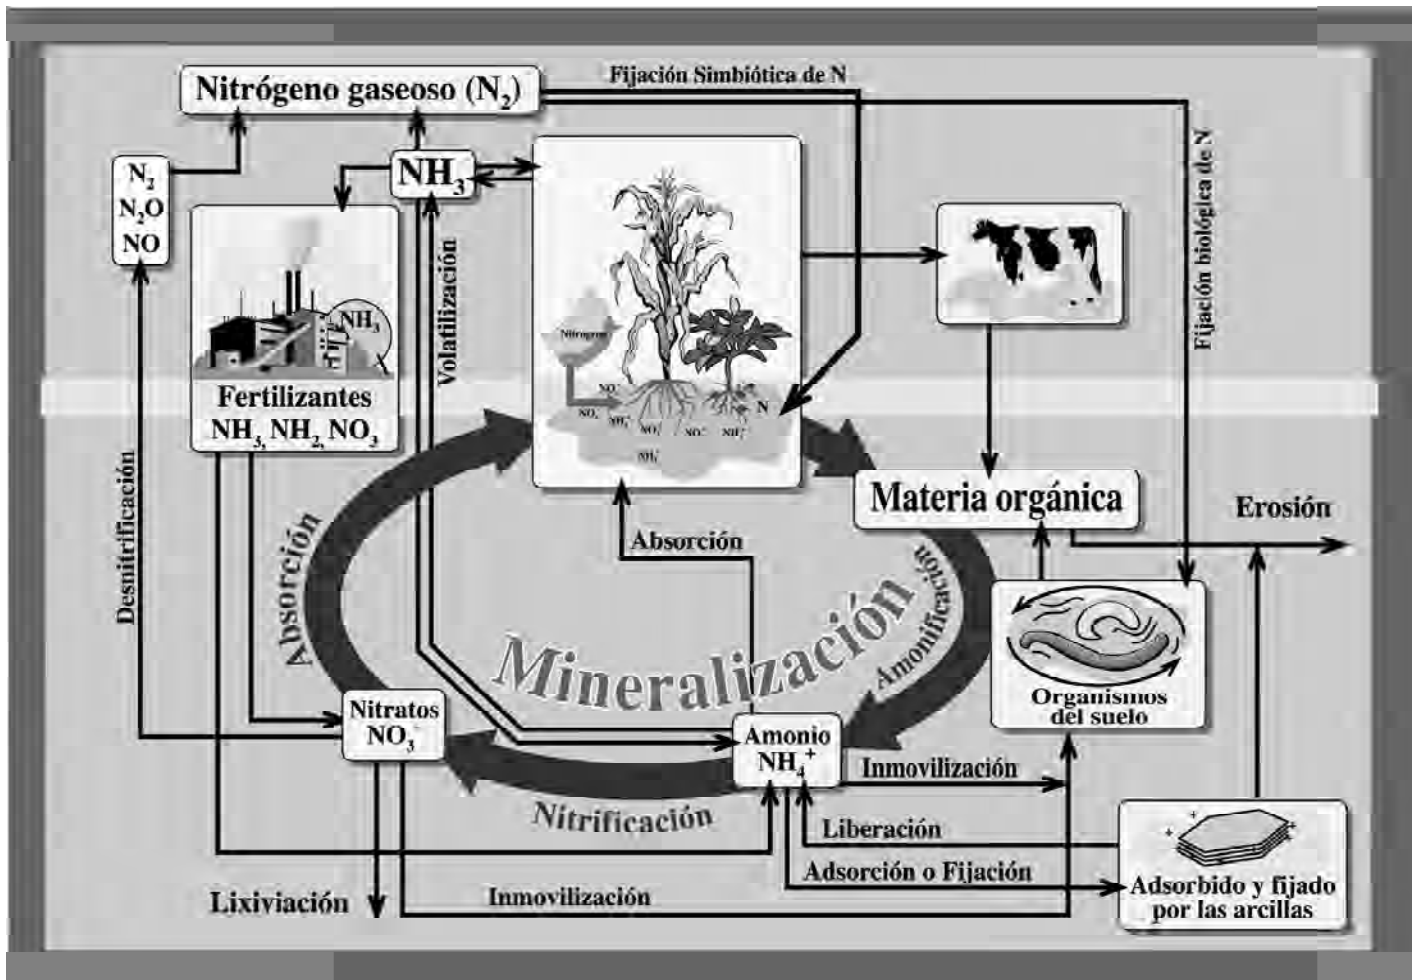 Nitrógeno gaseoso (N₂)
Fijación Simbiótica de N
Fijación biológica de N
N₂
N₂O
NO
NH₃
Volatilización
NH₃
Fertilizantes
NH₃, NH₂, NO₃
Desnitrificación
Nitrogeno
N
Materia orgánica
Erosión
Absorción
Absorción
Mineralización
Amonificación
Organismos
del suelo
Nitratos
NO₃
Amonio
NH₄⁺
Inmovilización
Nitrificación
Liberación
Adsorción o Fijación
Adsorbido y fijado
por las arcillas
Lixiviación
Inmovilización